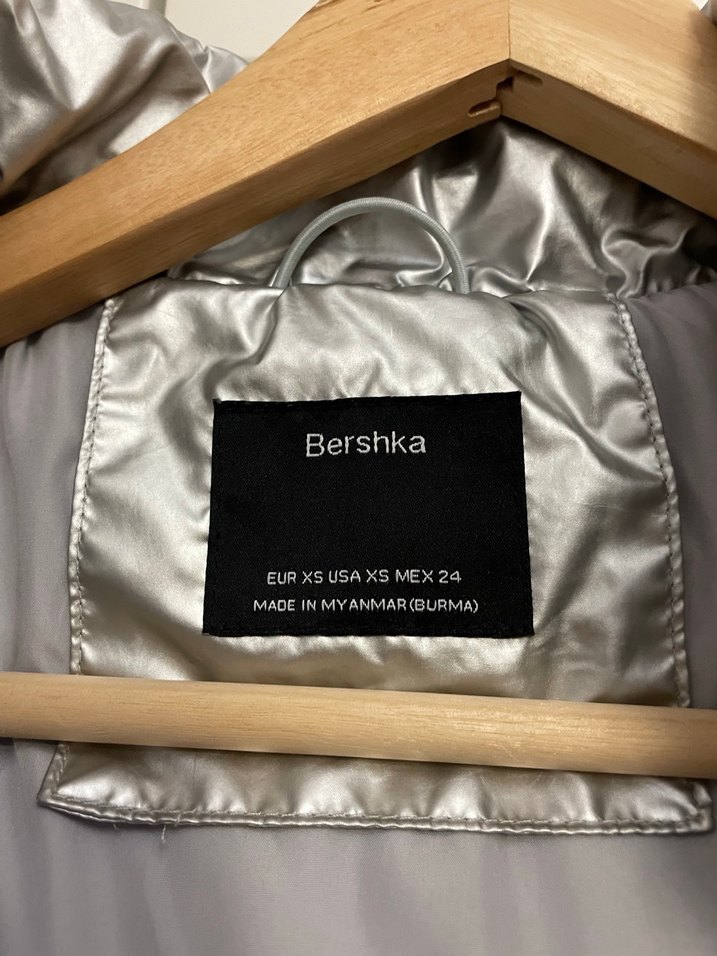 Bershka
EUR XS USA XS MEX 24
MADE IN MYANMAR (BURMA)